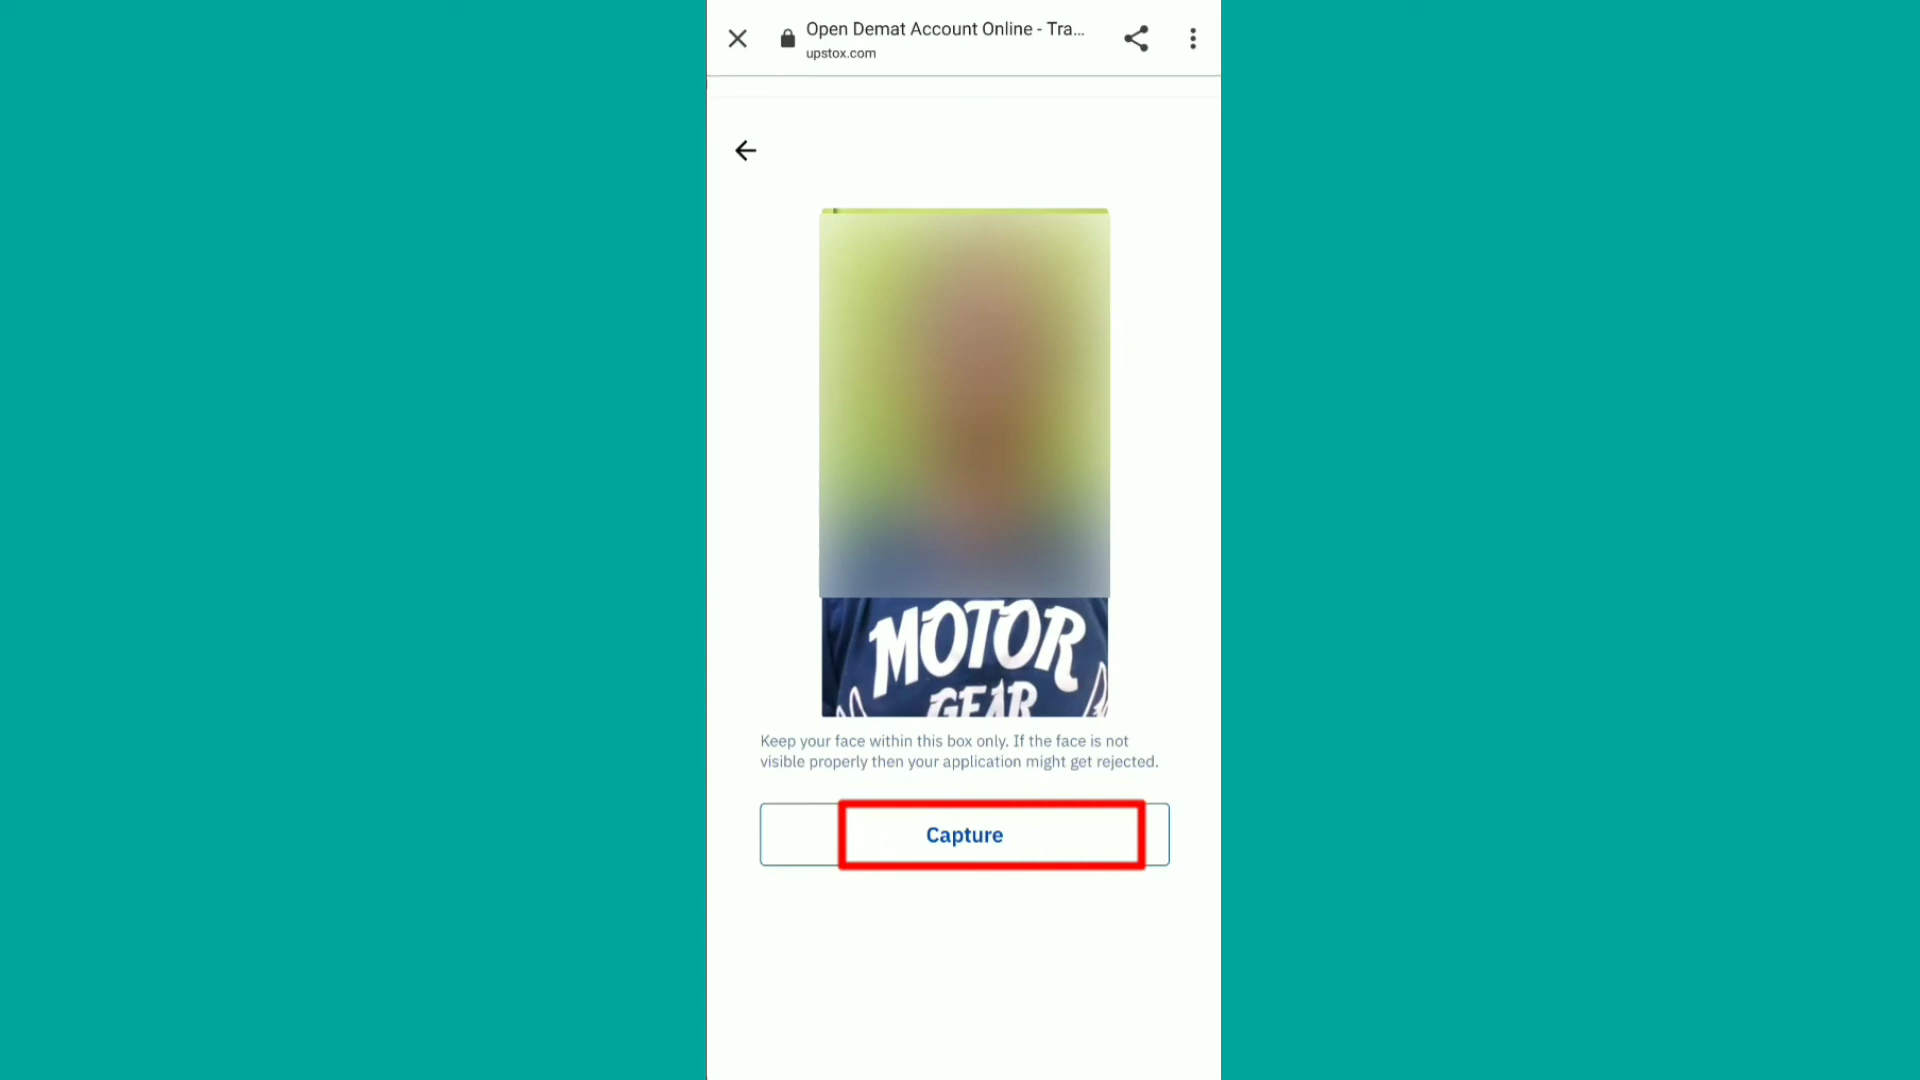 Open Demat Account Online - Tra...
upstox.com
MOTOR
GEAR
Keep your face within this box only. If the face is not
visible properly then your application might get rejected.
Capture